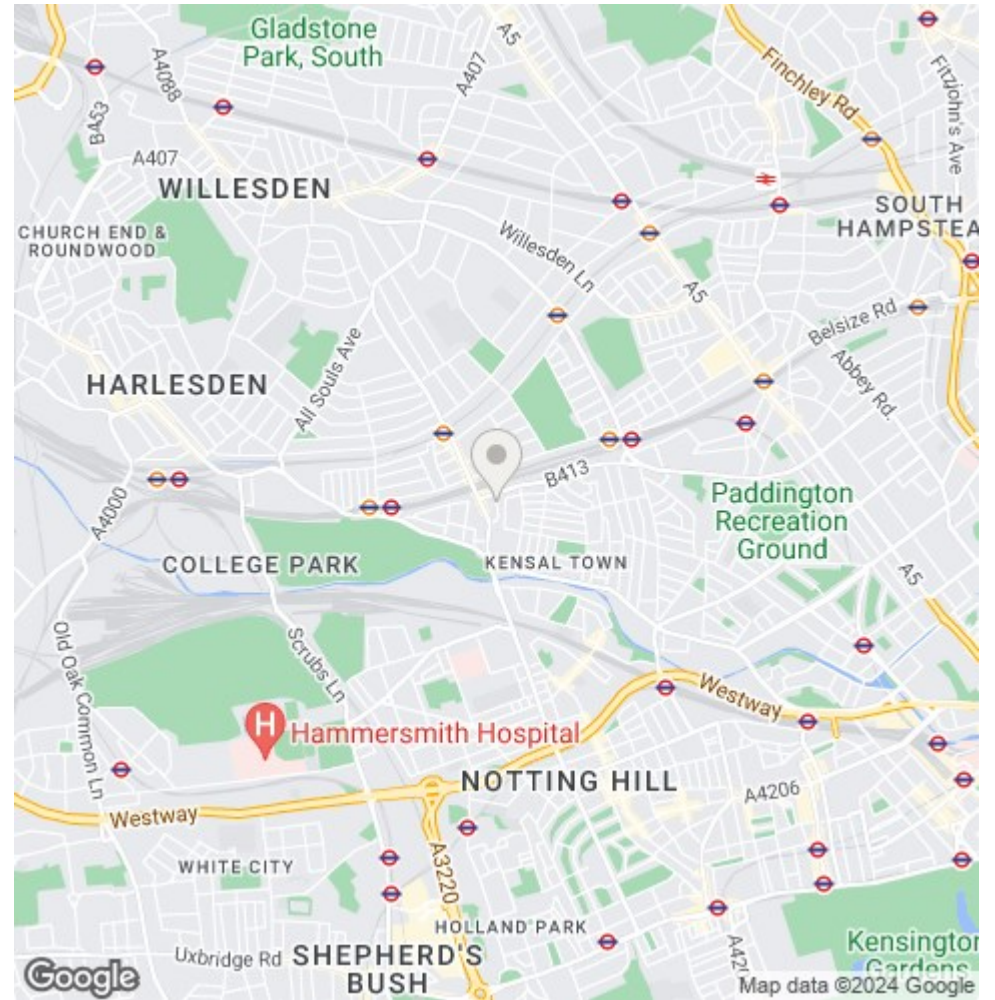 Gladstone
Park, South
A5
A4088
A407
Finchley Rd
Fitzjohn's Ave
B453
A407
WILLESDEN
SOUTH
HAMPSTEA
CHURCH END &
ROUNDWOOD
Willesden Ln
A5
Belsize Rd
Abbey Rd.
All Souls Ave
HARLESDEN
B413
A4000
Paddington
Recreation
Ground
COLLEGE PARK
KENSAL TOWN
A5
Old Oak Common Ln
Scrubs Ln
Westway
H
Hammersmith Hospital
NOTTING HILL
A4206
Westway
WHITE CITY
A3220
HOLLAND PARK
Uxbridge Rd
SHEPHERD'S
BUSH
Kensington
Gardens
Google
Map data ©2024 Google